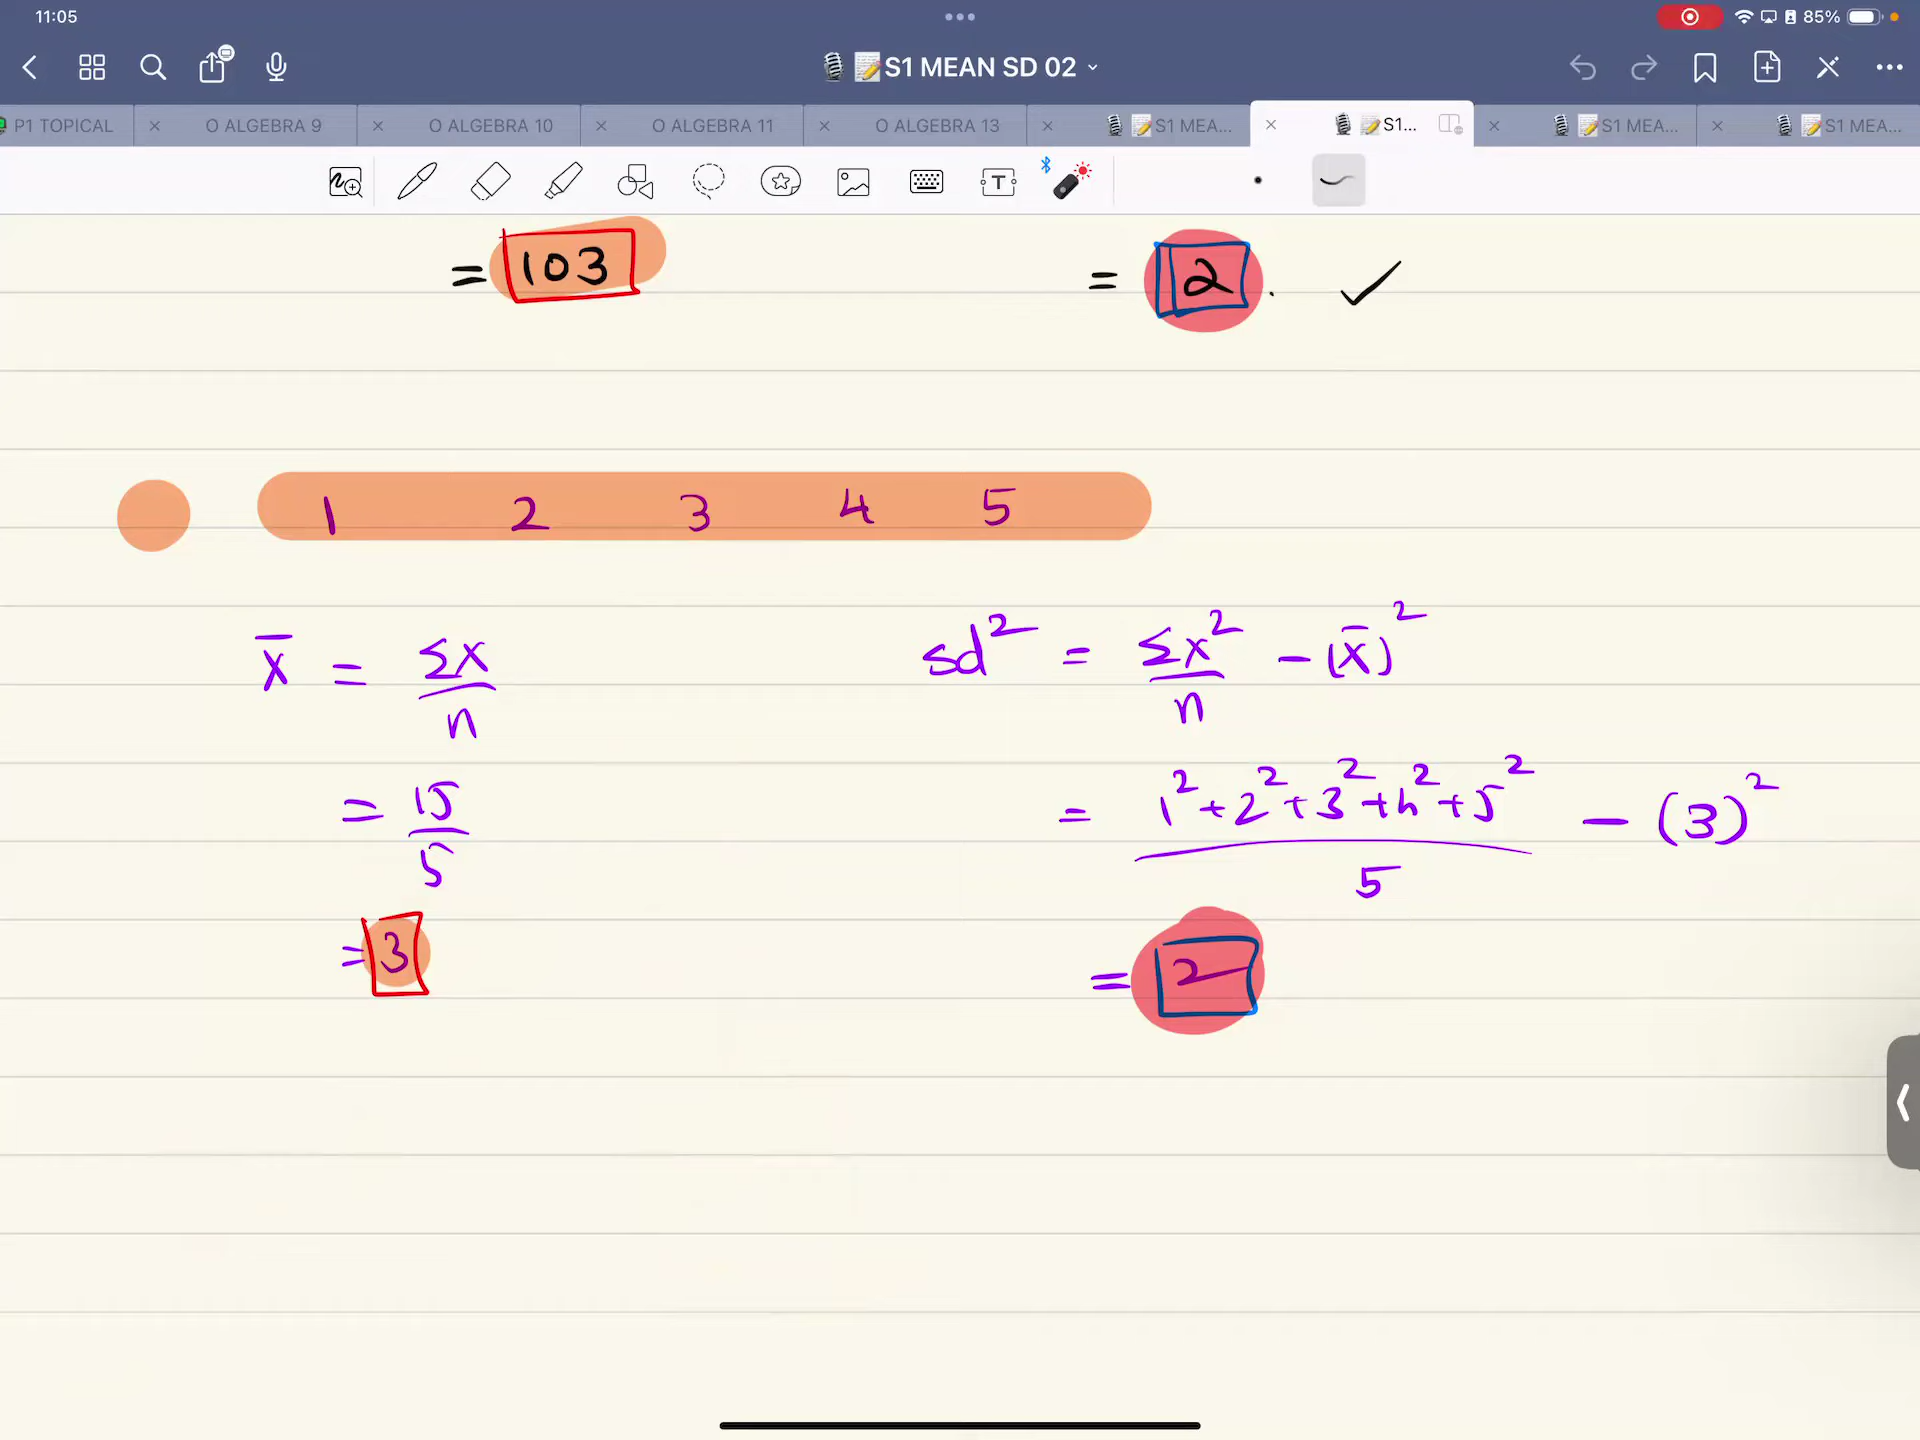 11:05
85%
S1 MEAN SD 02
P1 TOPICAL
O ALGEBRA 9
O ALGEBRA 10
O ALGEBRA 11
O ALGEBRA 13
S1 MEA...
S1...
S1 MEA...
S1 MEA...
T
= 103
= 2. ✓
1 2 3 4 5
x̄ = Σx/n
sd² = Σx²/n - (x̄)²
= 15/5
= 1²+2²+3²+4²+5²/5 - (3)²
= 3
= 2